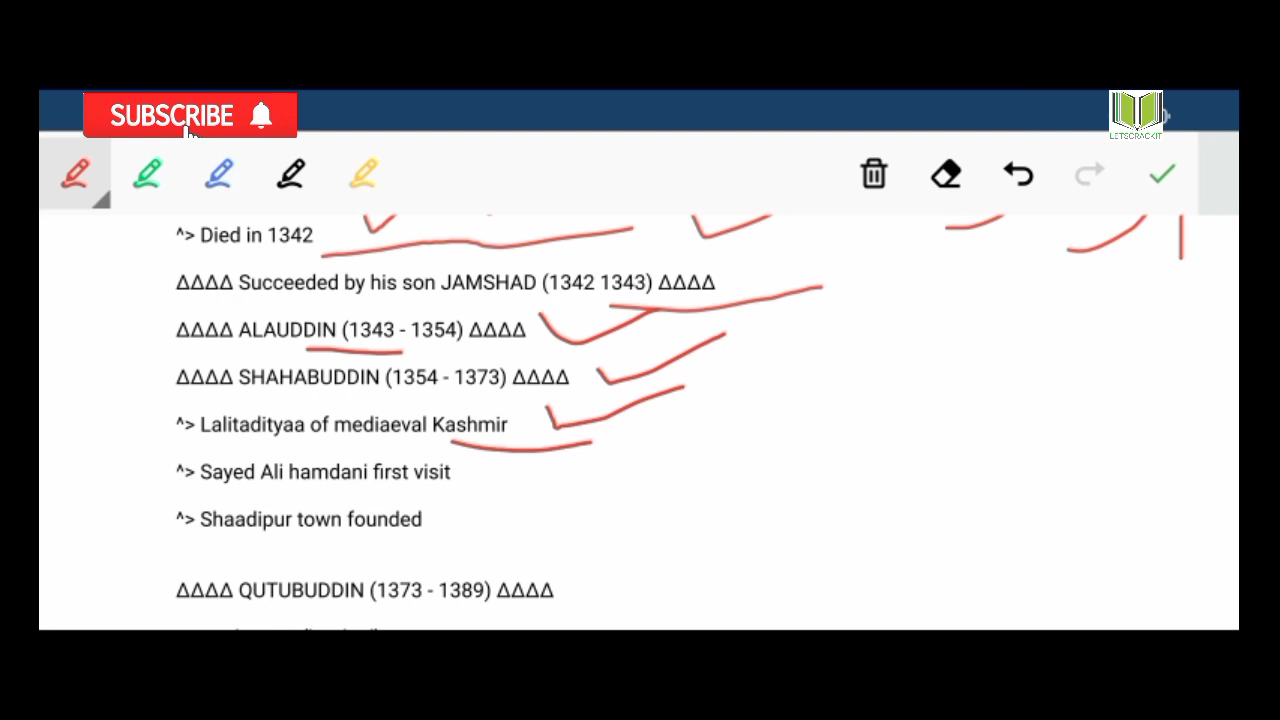 SUBSCRIBE
LETSCRACKIT
^> Died in 1342
ΔΔΔΔ Succeeded by his son JAMSHAD (1342 1343) ΔΔΔΔ
ΔΔΔΔ ALAUDDIN (1343 - 1354) ΔΔΔΔ
ΔΔΔΔ SHAHABUDDIN (1354 - 1373) ΔΔΔΔ
^> Lalitadityaa of mediaeval Kashmir
^> Sayed Ali hamdani first visit
^> Shaadipur town founded
ΔΔΔΔ QUTUBUDDIN (1373 - 1389) ΔΔΔΔ